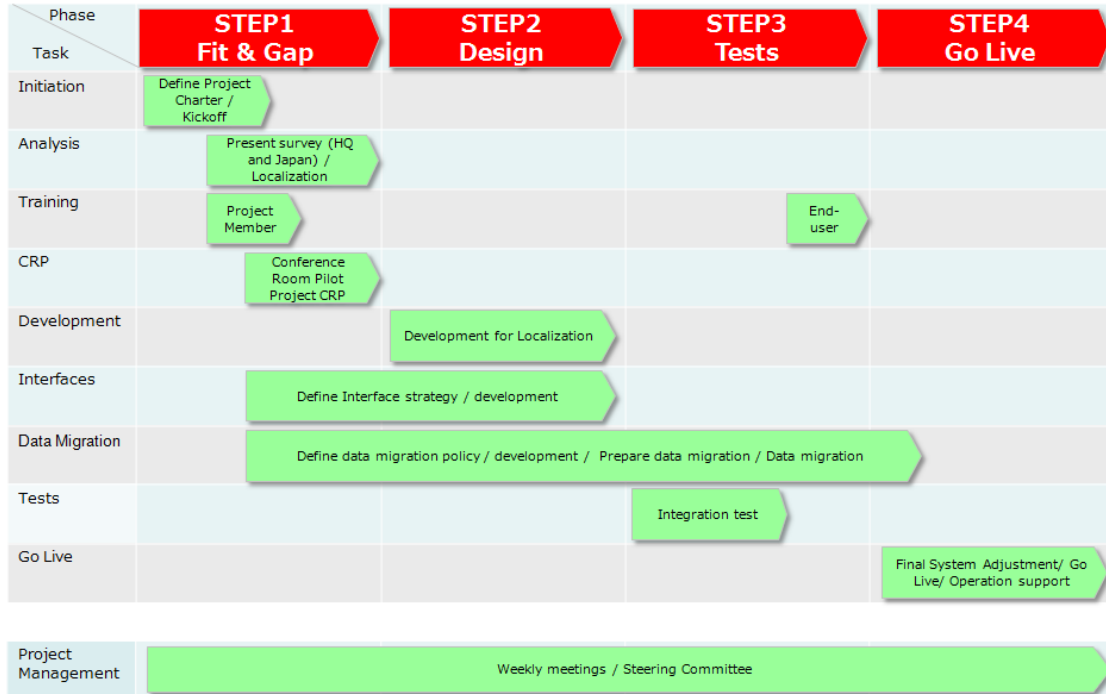 Phase
Task
STEP1
Fit & Gap
STEP2
Design
STEP3
Tests
STEP4
Go Live
Initiation
Define Project
Charter /
Kickoff
Analysis
Present survey (HQ
and Japan) /
Localization
Training
Project
Member
End-
user
CRP
Conference
Room Pilot
Project CRP
Development
Development for Localization
Interfaces
Define Interface strategy / development
Data Migration
Define data migration policy / development / Prepare data migration / Data migration
Tests
Integration test
Go Live
Final System Adjustment/ Go
Live/ Operation support
Project
Management
Weekly meetings / Steering Committee